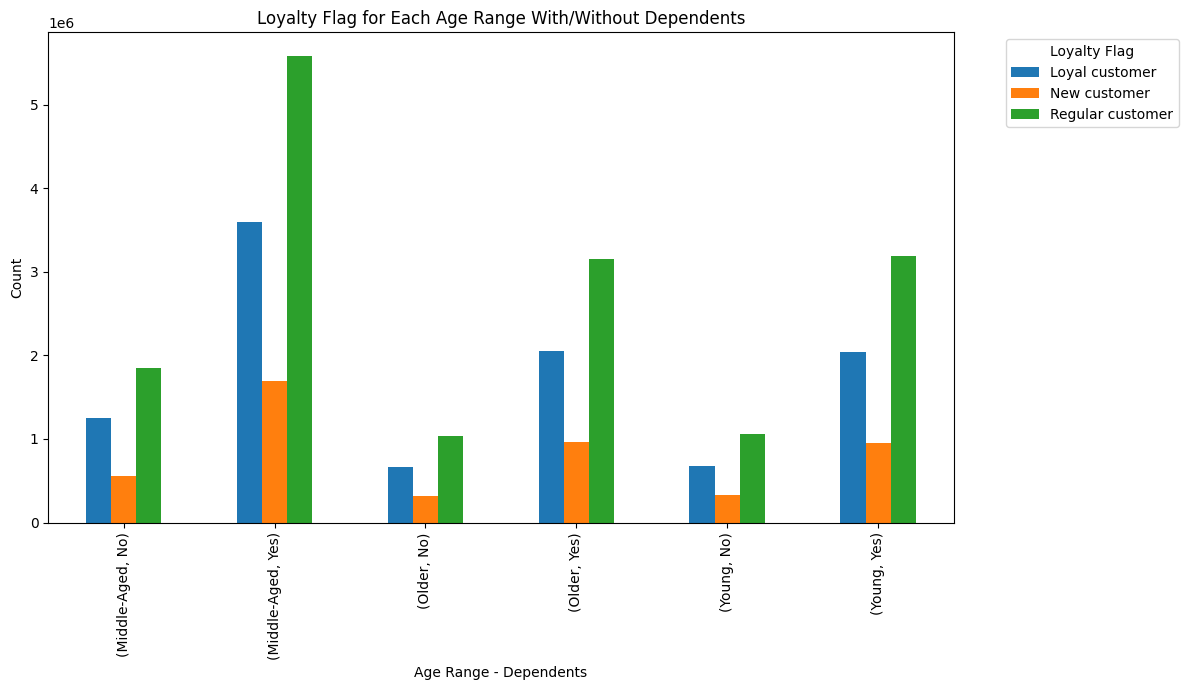 Loyalty Flag for Each Age Range With/Without Dependents
1e6
Loyalty Flag
Loyal customer
New customer
Regular customer
5
4
3
2
1
0
Count
(Middle-Aged, No)
(Middle-Aged, Yes)
(Older, No)
(Older, Yes)
(Young, No)
(Young, Yes)
Age Range - Dependents